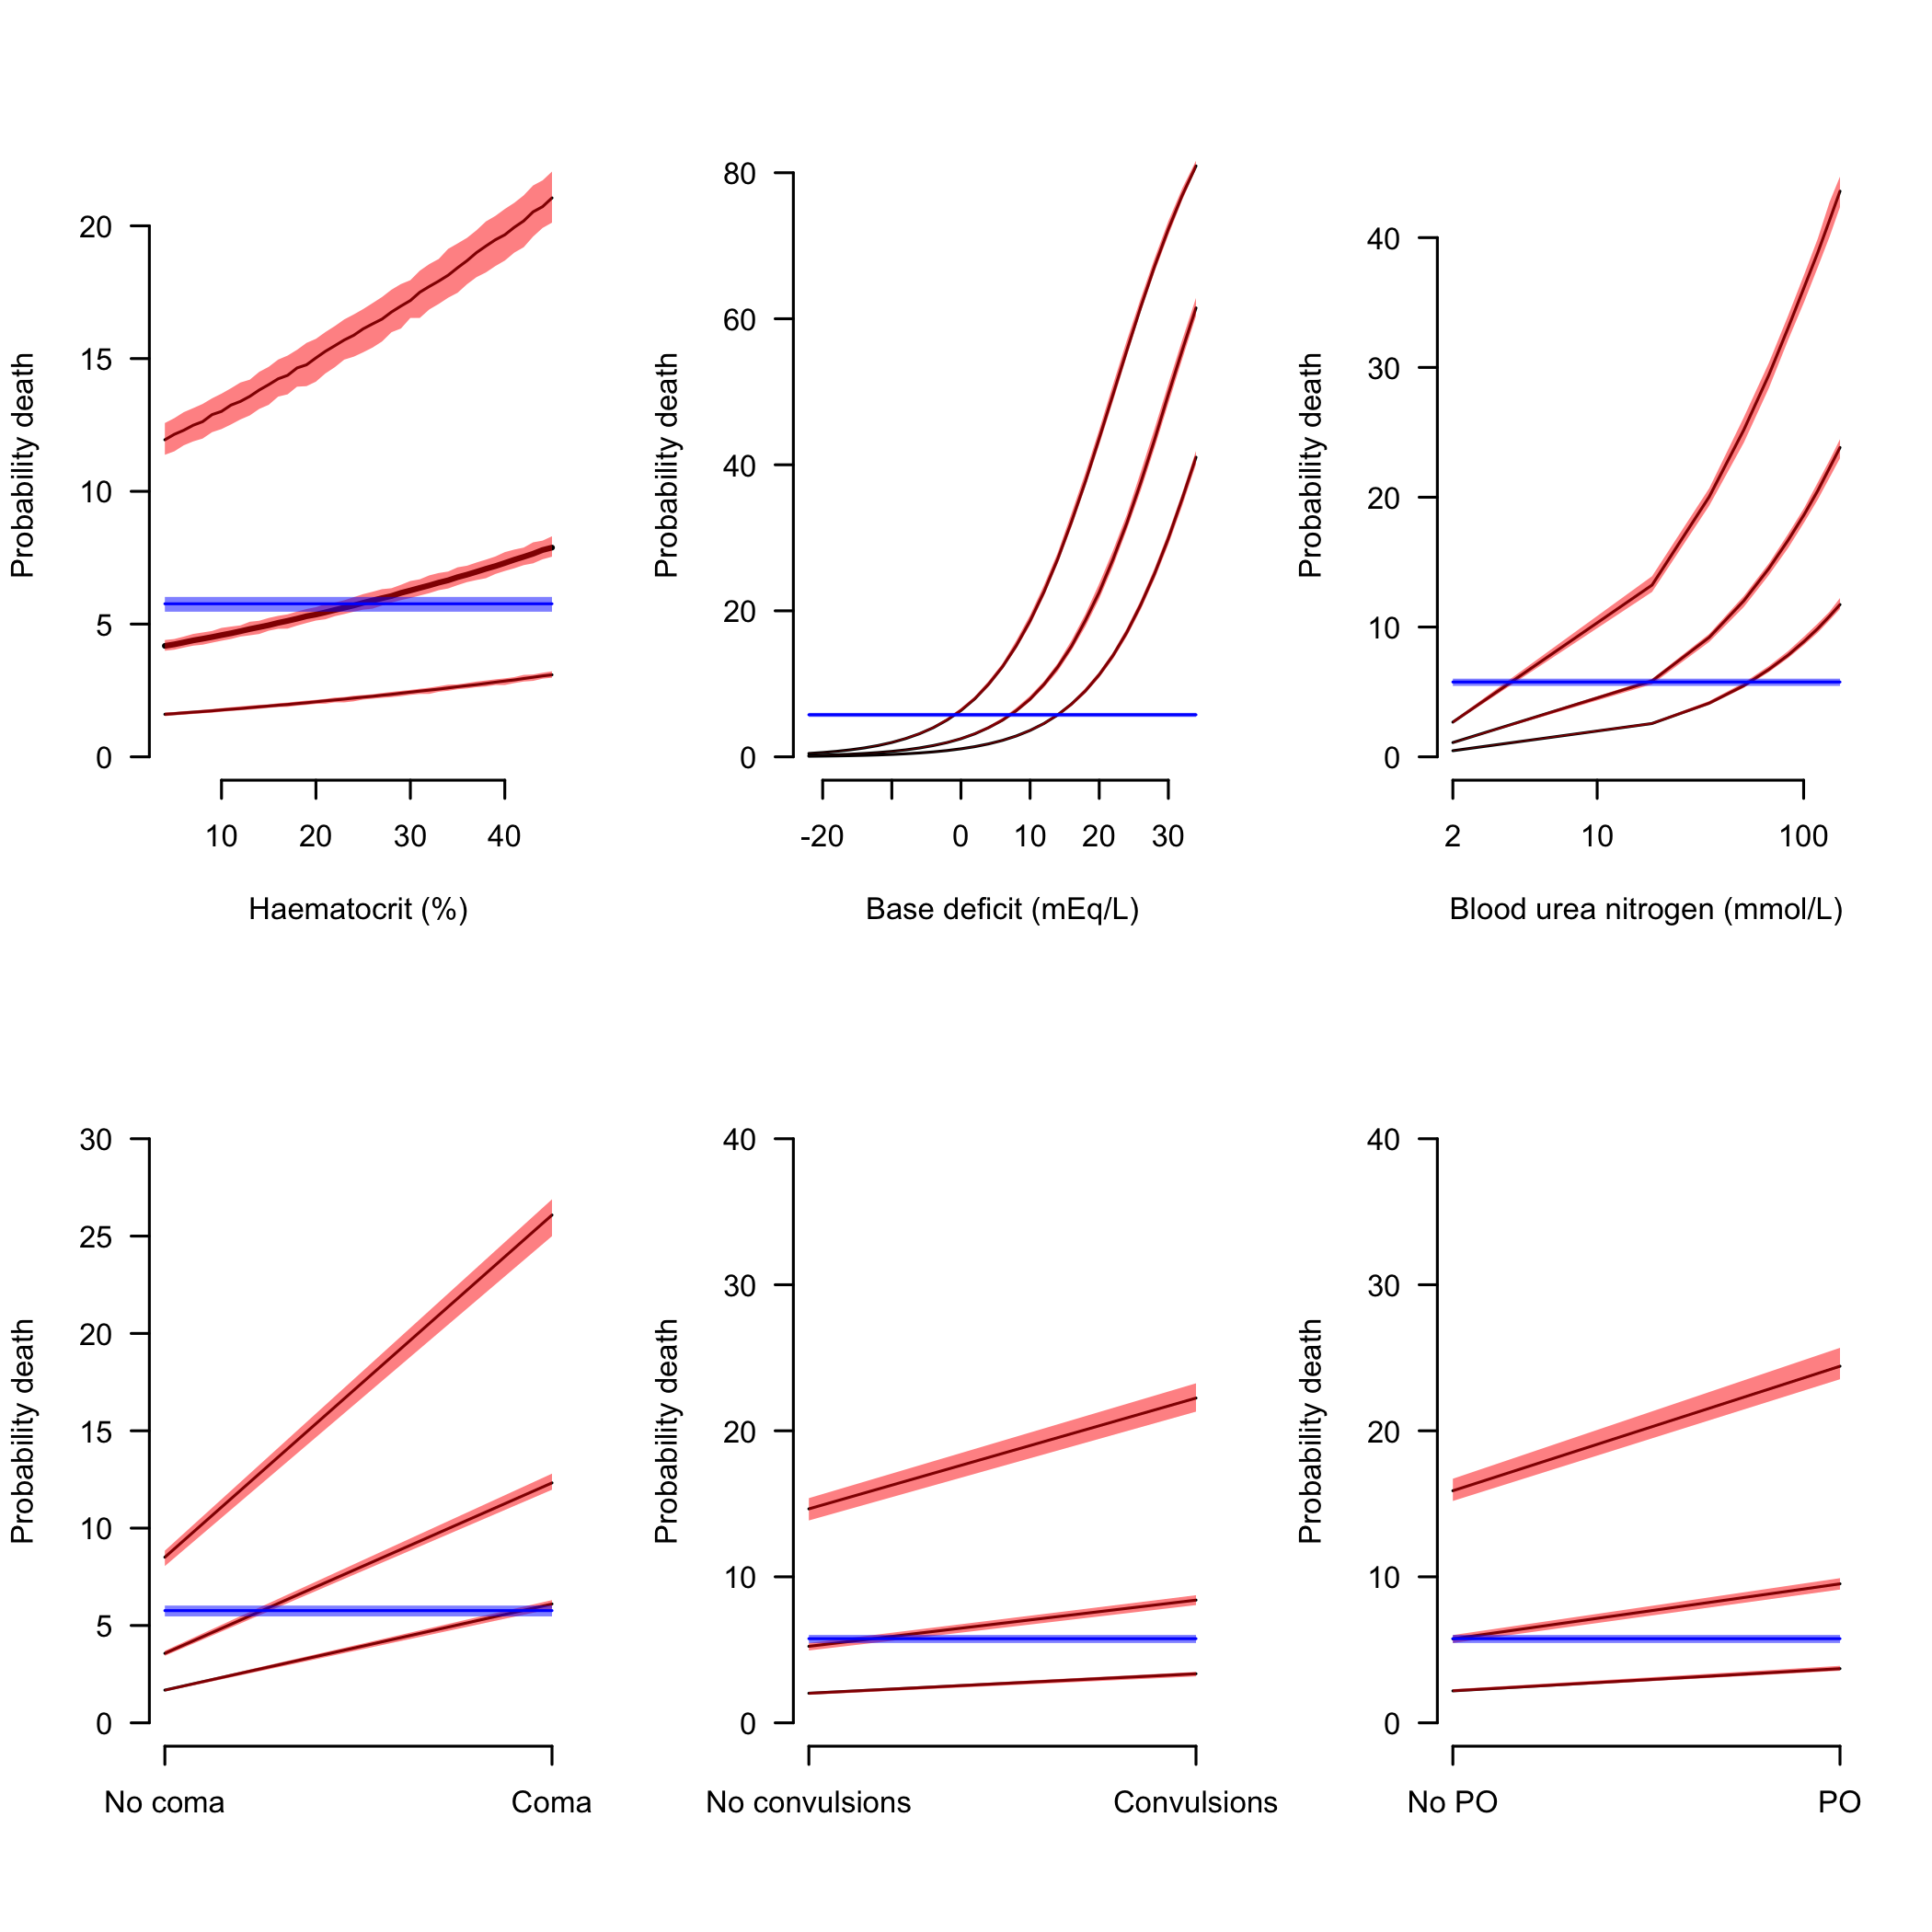 Probability death
20
15
10
5
0
10 20 30 40
Haematocrit (%)
Probability death
80
60
40
20
0
-20 0 10 20 30
Base deficit (mEq/L)
Probability death
40
30
20
10
0
2 10 100
Blood urea nitrogen (mmol/L)
Probability death
30
25
20
15
10
5
0
No coma Coma
Probability death
40
30
20
10
0
No convulsions Convulsions
Probability death
40
30
20
10
0
No PO PO